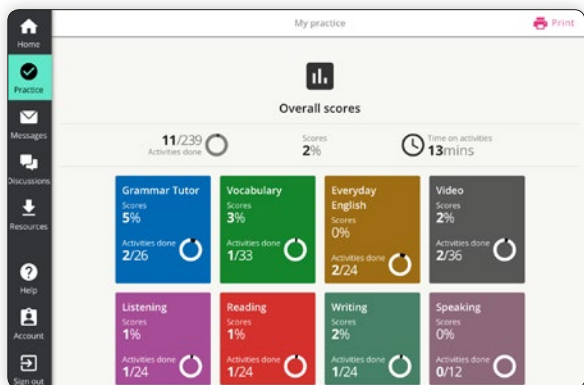 My practice
Print
Home
Practice
Messages
Discussions
Resources
Help
Account
Sign out
Overall scores
11/239
Activities done
Scores
2%
Time on activities
13mins
Grammar Tutor
Scores
5%
Activities done
2/26
Vocabulary
Scores
3%
Activities done
1/33
Everyday
English
Scores
0%
Activities done
2/24
Video
Scores
2%
Activities done
2/36
Listening
Scores
1%
Activities done
1/24
Reading
Scores
1%
Activities done
1/24
Writing
Scores
2%
Activities done
1/24
Speaking
Scores
0%
Activities done
0/12